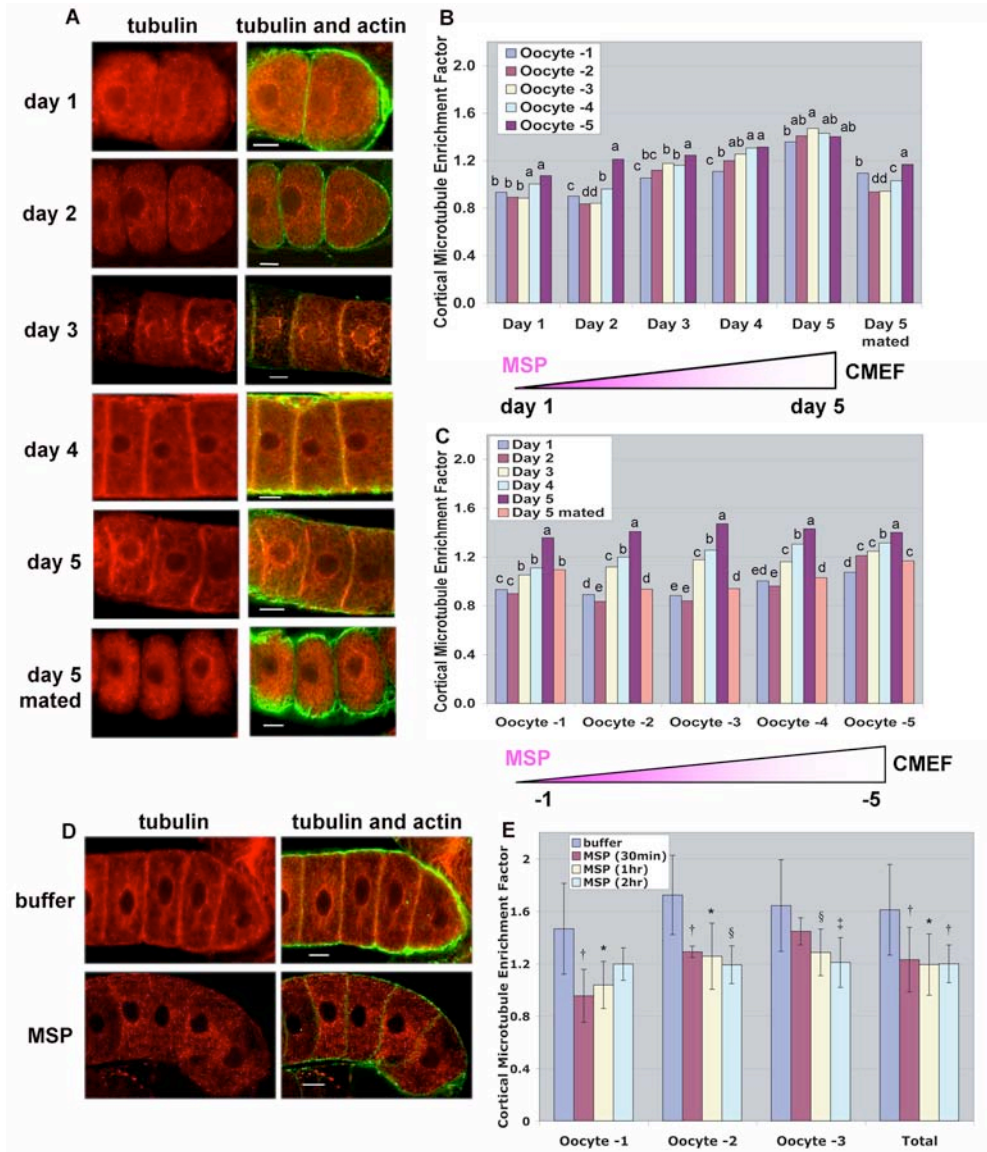 A
tubulin
tubulin and actin
day 1
day 2
day 3
day 4
day 5
day 5
mated
B
Cortical Microtubule Enrichment Factor
2.0
1.6
1.2
0.8
0.4
0.0
Oocyte -1
Oocyte -2
Oocyte -3
Oocyte -4
Oocyte -5
b b b a a
c dd c a
c bc b b a
c b ab a a
b ab a ab ab
b dd c a
Day 1
Day 2
Day 3
Day 4
Day 5
Day 5
mated
MSP
CMEF
day 1
day 5
C
Cortical Microtubule Enrichment Factor
2.0
1.6
1.2
0.8
0.4
0.0
Day 1
Day 2
Day 3
Day 4
Day 5
Day 5 mated
c c b b a b
d e c b a d
e e c b a d
ed e c b a d
d c c b a c
Oocyte -1
Oocyte -2
Oocyte -3
Oocyte -4
Oocyte -5
MSP
CMEF
-1
-5
D
tubulin
tubulin and actin
buffer
MSP
E
Cortical Microtubule Enrichment Factor
2
1.6
1.2
0.8
0.4
0
buffer
MSP (30min)
MSP (1hr)
MSP (2hr)
† *
† * §
§ ‡
† * †
Oocyte -1
Oocyte -2
Oocyte -3
Total